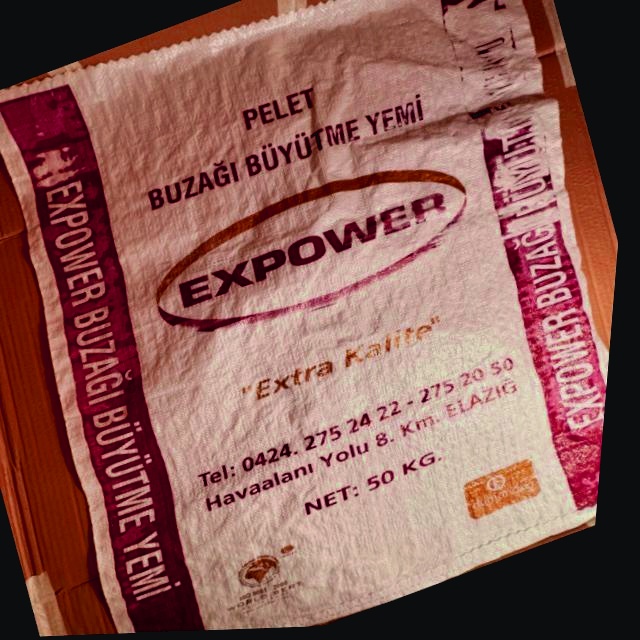 PELET
BUZAĞI BÜYÜTME YEMİ
EXPOWER
"Extra Kalite"
Tel: 0424. 275 24 22 - 275 20 50
Havaalanı Yolu 8. Km. ELAZIĞ
NET: 50 KG.
EXPOWER BUZAĞI BÜYÜTME YEMİ
EXPOWER BUZAĞI